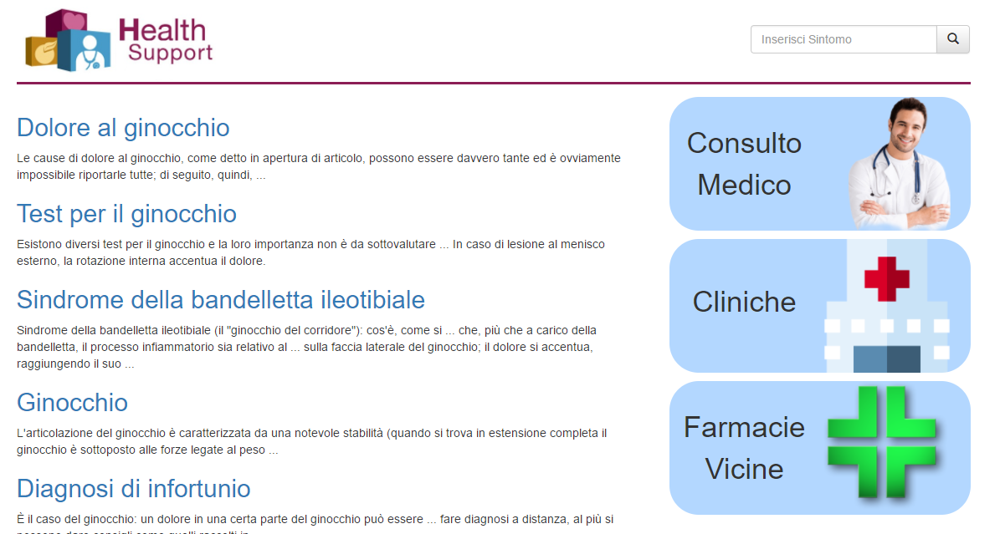 Health
Support
Inserisci Sintomo
Dolore al ginocchio
Le cause di dolore al ginocchio, come detto in apertura di articolo, possono essere davvero tante ed è ovviamente
impossibile riportarle tutte; di seguito, quindi, ...
Test per il ginocchio
Esistono diversi test per il ginocchio e la loro importanza non è da sottovalutare ... In caso di lesione al menisco
esterno, la rotazione interna accentua il dolore.
Sindrome della bandelletta ileotibiale
Sindrome della bandelletta ileotibiale (il "ginocchio del corridore"): cos'è, come si ... che, più che a carico della
bandelletta, il processo infiammatorio sia relativo al ... sulla faccia laterale del ginocchio; il dolore si accentua,
raggiungendo il suo ...
Ginocchio
L'articolazione del ginocchio è caratterizzata da una notevole stabilità (quando si trova in estensione completa il
ginocchio è sottoposto alle forze legate al peso ...
Diagnosi di infortunio
È il caso del ginocchio: un dolore in una certa parte del ginocchio può essere ... fare diagnosi a distanza, al più si
Consulto
Medico
Cliniche
Farmacie
Vicine